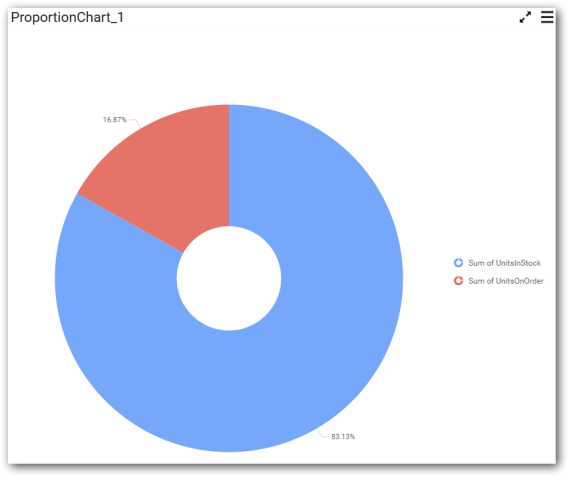 ProportionChart_1
16.87%
Sum of UnitsInStock
Sum of UnitsOnOrder
83.13%